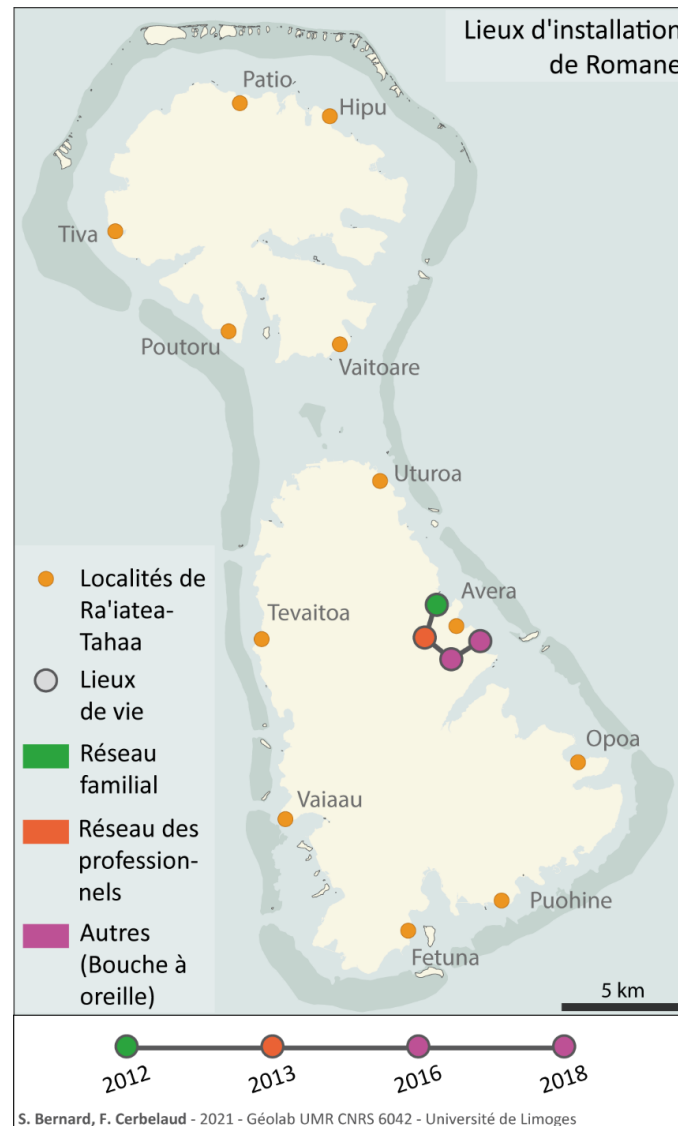 Lieux d'installation
de Romane
Patio
Hipu
Tiva
Poutoru
Vaitoare
Uturoa
Avera
Tevaitoa
Opoa
Vaiaau
Puohine
Fetuna
Localités de
Ra'iatea-
Tahaa
Lieux
de vie
Réseau
familial
Réseau des
profession-
nels
Autres
(Bouche à
oreille)
5 km
2012
2013
2016
2018
S. Bernard, F. Cerbelaud - 2021 - Géolab UMR CNRS 6042 - Université de Limoges